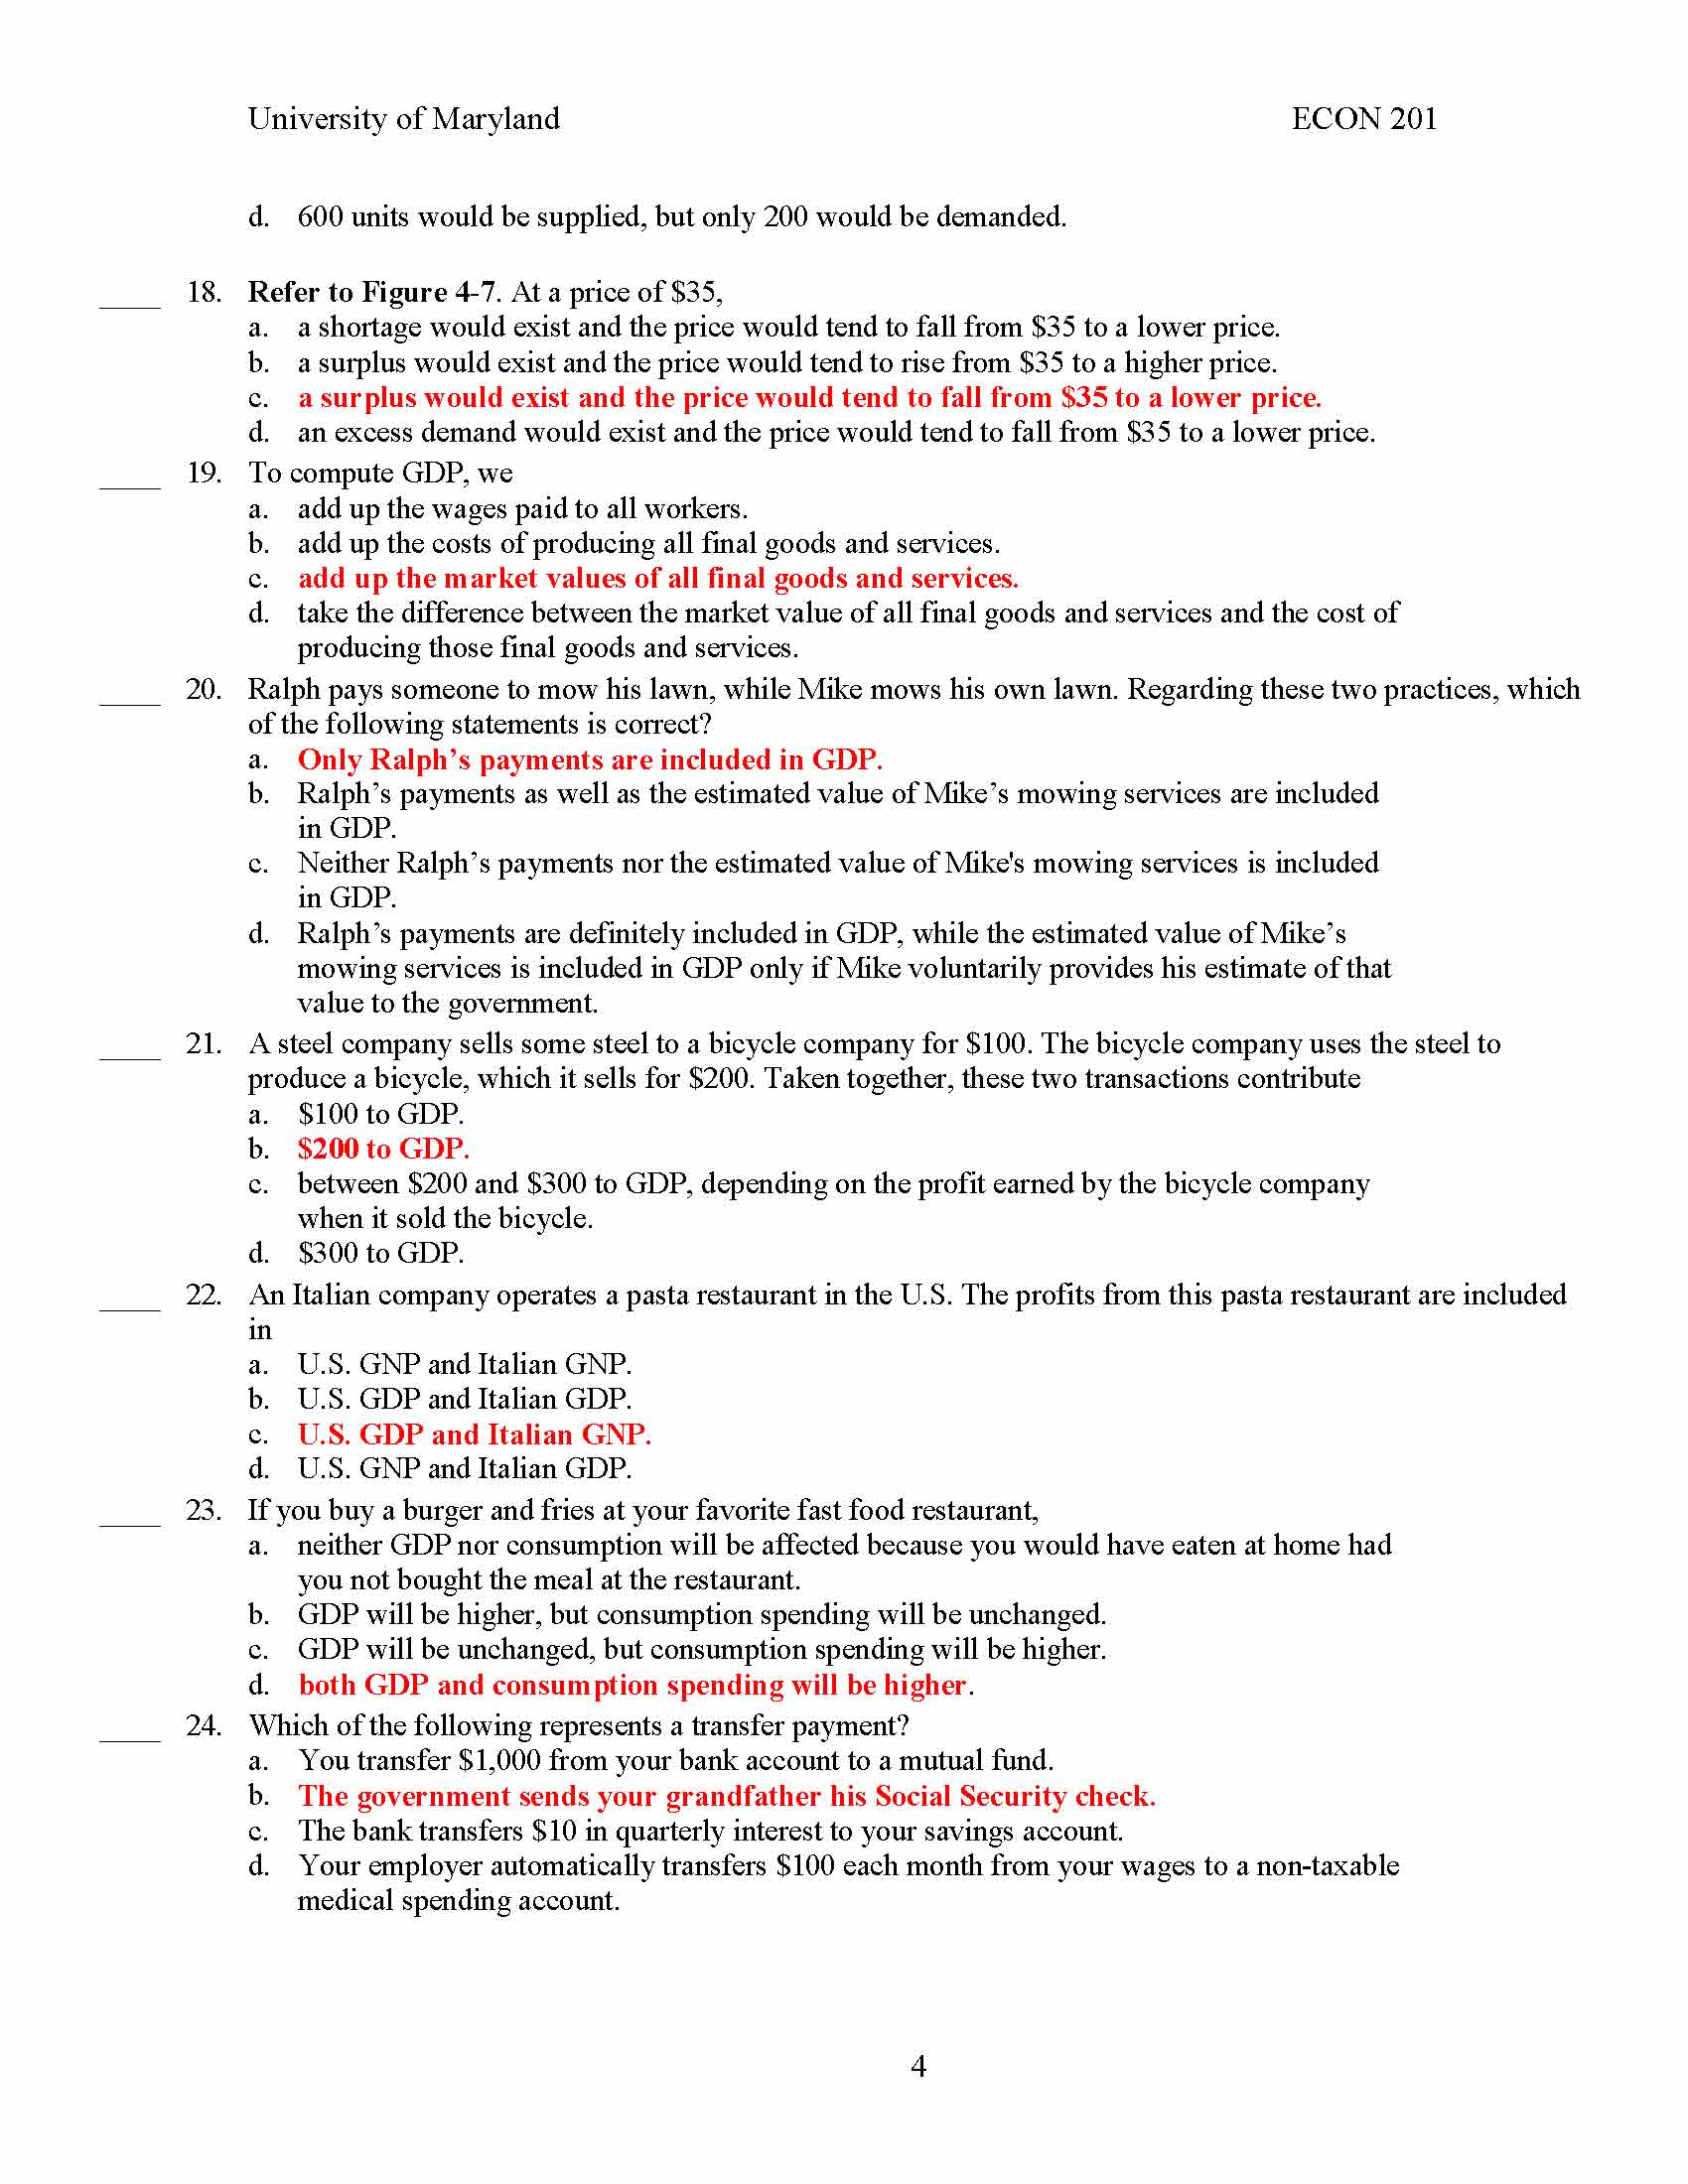 University of Maryland ECON 201
d. 600 units would be supplied, but only 200 would be demanded.
____ 18. Refer to Figure 4-7. At a price of $35,
a. a shortage would exist and the price would tend to fall from $35 to a lower price.
b. a surplus would exist and the price would tend to rise from $35 to a higher price.
c. a surplus would exist and the price would tend to fall from $35 to a lower price.
d. an excess demand would exist and the price would tend to fall from $35 to a lower price.
____ 19. To compute GDP, we
a. add up the wages paid to all workers.
b. add up the costs of producing all final goods and services.
c. add up the market values of all final goods and services.
d. take the difference between the market value of all final goods and services and the cost of
producing those final goods and services.
____ 20. Ralph pays someone to mow his lawn, while Mike mows his own lawn. Regarding these two practices, which
of the following statements is correct?
a. Only Ralph’s payments are included in GDP.
b. Ralph’s payments as well as the estimated value of Mike’s mowing services are included
in GDP.
c. Neither Ralph’s payments nor the estimated value of Mike's mowing services is included
in GDP.
d. Ralph’s payments are definitely included in GDP, while the estimated value of Mike’s
mowing services is included in GDP only if Mike voluntarily provides his estimate of that
value to the government.
____ 21. A steel company sells some steel to a bicycle company for $100. The bicycle company uses the steel to
produce a bicycle, which it sells for $200. Taken together, these two transactions contribute
a. $100 to GDP.
b. $200 to GDP.
c. between $200 and $300 to GDP, depending on the profit earned by the bicycle company
when it sold the bicycle.
d. $300 to GDP.
____ 22. An Italian company operates a pasta restaurant in the U.S. The profits from this pasta restaurant are included
in
a. U.S. GNP and Italian GNP.
b. U.S. GDP and Italian GDP.
c. U.S. GDP and Italian GNP.
d. U.S. GNP and Italian GDP.
____ 23. If you buy a burger and fries at your favorite fast food restaurant,
a. neither GDP nor consumption will be affected because you would have eaten at home had
you not bought the meal at the restaurant.
b. GDP will be higher, but consumption spending will be unchanged.
c. GDP will be unchanged, but consumption spending will be higher.
d. both GDP and consumption spending will be higher.
____ 24. Which of the following represents a transfer payment?
a. You transfer $1,000 from your bank account to a mutual fund.
b. The government sends your grandfather his Social Security check.
c. The bank transfers $10 in quarterly interest to your savings account.
d. Your employer automatically transfers $100 each month from your wages to a non-taxable
medical spending account.
4